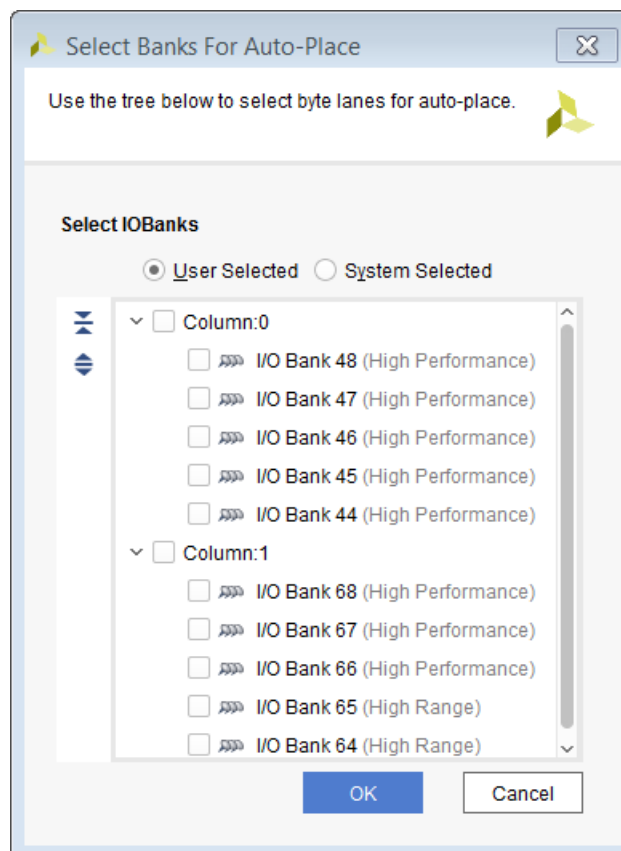 Select Banks For Auto-Place
Use the tree below to select byte lanes for auto-place.
Select IOBanks
User Selected System Selected
Column:0
I/O Bank 48 (High Performance)
I/O Bank 47 (High Performance)
I/O Bank 46 (High Performance)
I/O Bank 45 (High Performance)
I/O Bank 44 (High Performance)
Column:1
I/O Bank 68 (High Performance)
I/O Bank 67 (High Performance)
I/O Bank 66 (High Performance)
I/O Bank 65 (High Range)
I/O Bank 64 (High Range)
OK Cancel